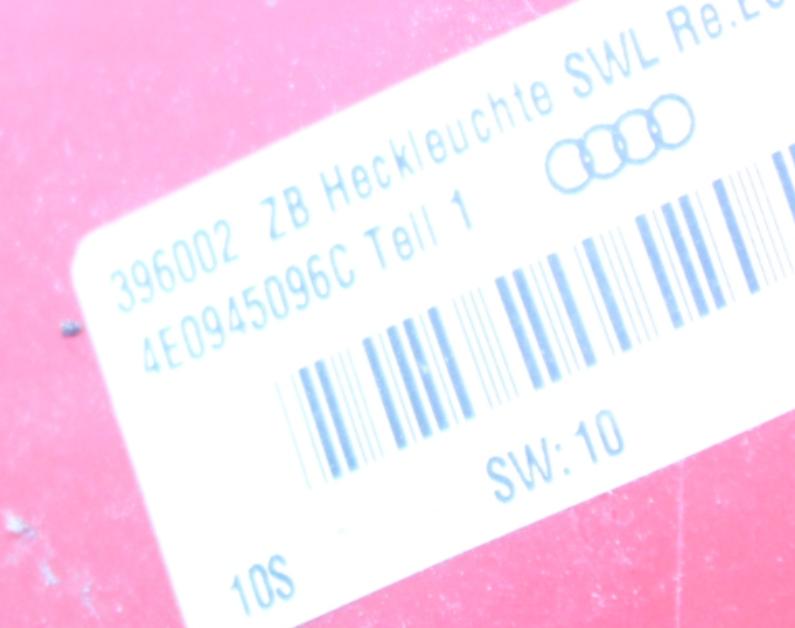 396002 ZB Heckleuchte SWL Re.
4E0945096C Teil 1
SW: 10
10S